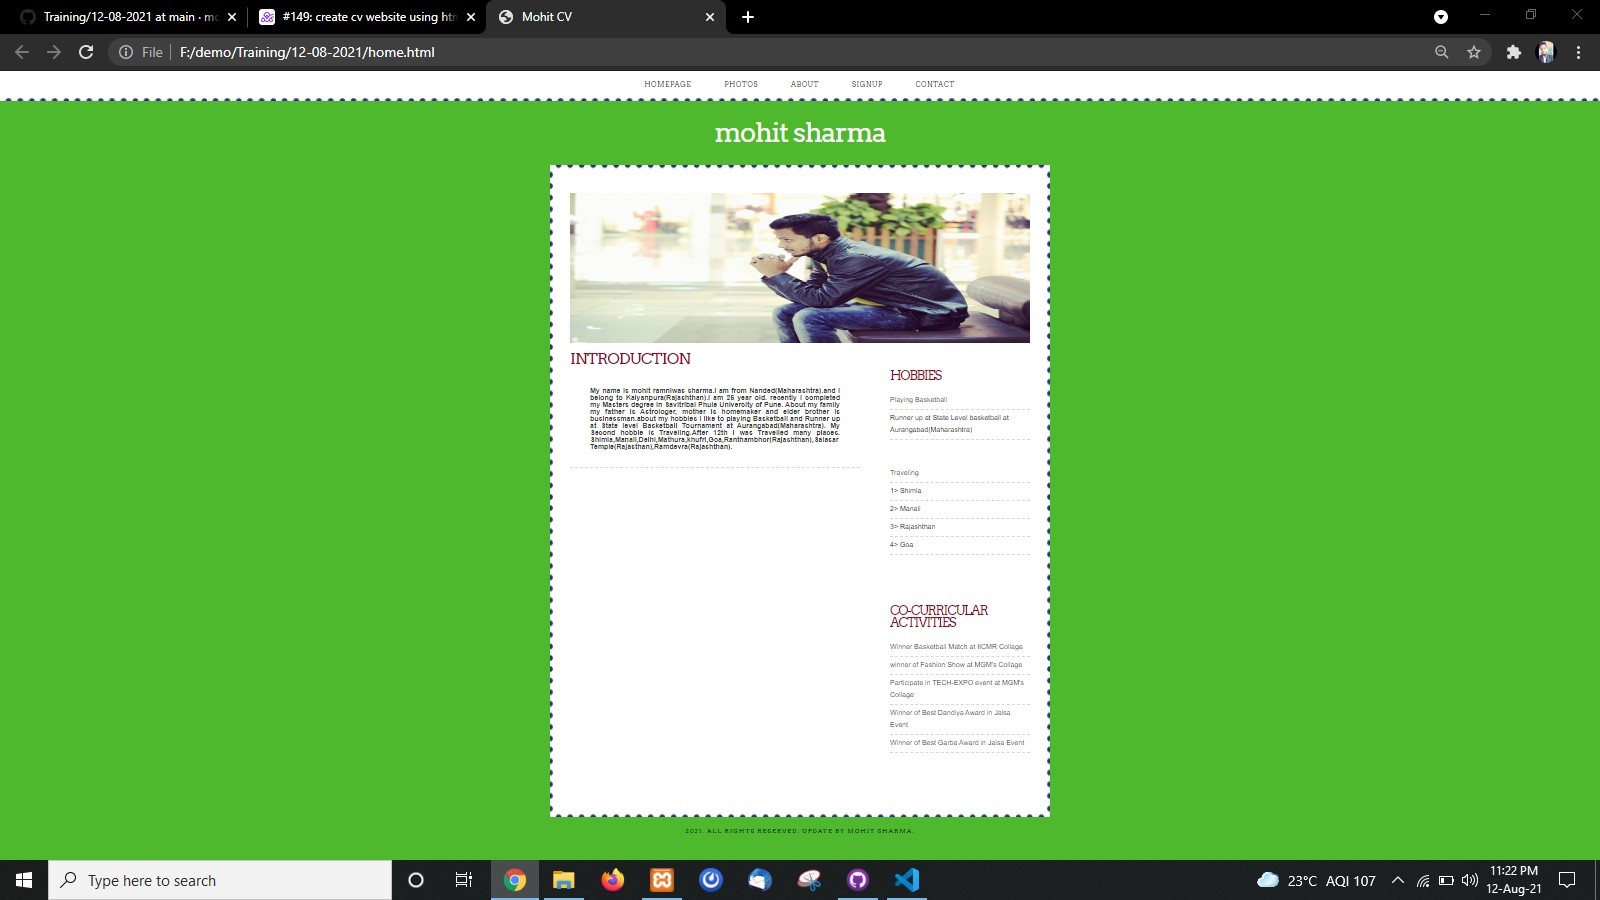 Training/12-08-2021 at main · mo
#149: create cv website using htm
Mohit CV
File
F:/demo/Training/12-08-2021/home.html
HOMEPAGE PHOTOS ABOUT SIGNUP CONTACT
mohit sharma
INTRODUCTION
My name is mohit ramniwas sharma.I am from Nanded(Maharashtra).and I
belong to Kalyanpura(Rajashthan).I am 25 year old. recently I completed
my Masters degree in Savitribai Phule University of Pune. About my family
my father is Astrologer, mother is homemaker and elder brother is
businessman.about my hobbies I like to playing Basketball and Runner up
at State level Basketball Tournament at Aurangabad(Maharashtra). My
Second hobbie is Traveling.After 12th I was Travelled many places.
Shimla,Manali,Delhi,Mathura,khufri,Goa,Ranthambhor(Rajashthan),Salasar
Temple(Rajasthan),Ramdevra(Rajashthan).
HOBBIES
Playing Basketball
Runner up at State Level basketball at
Aurangabad(Maharashtra)
Traveling
1> Shimla
2> Manali
3> Rajashthan
4> Goa
CO-CURRICULAR
ACTIVITIES
Winner Basketball Match at IICMR Collage
winner of Fashion Show at MGM's Collage
Participate in TECH-EXPO event at MGM's
Collage
Winner of Best Dandiya Award in Jalsa
Event
Winner of Best Garba Award in Jalsa Event
2021. ALL RIGHTS RESERVED. UPDATE BY MOHIT SHARMA.
Type here to search
23°C AQI 107
11:22 PM
12-Aug-21